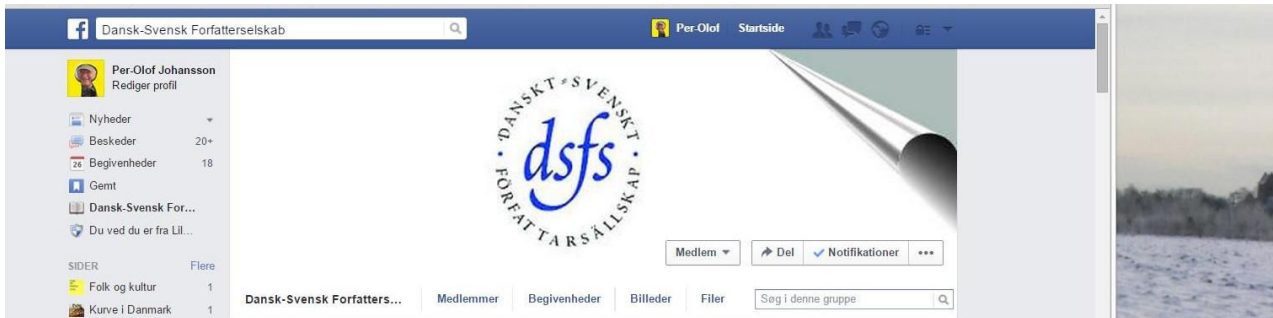 f Dansk-Svensk Forfatterselskab Per-Olof Startside
Per-Olof Johansson
Rediger profil
Nyheder
Beskeder 20+
26 Begivenheder 18
Gemt
Dansk-Svensk For...
Du ved du er fra Lil...
SIDER Flere
Folk og kultur 1
Kurve i Danmark 1
DANSKT-SVENSKT
dsfs
FÖRFATTARSÄLLSKAP
Medlem Del Notifikationer
Dansk-Svensk Forfatters... Medlemmer Begivenheder Billeder Filer Søg i denne gruppe